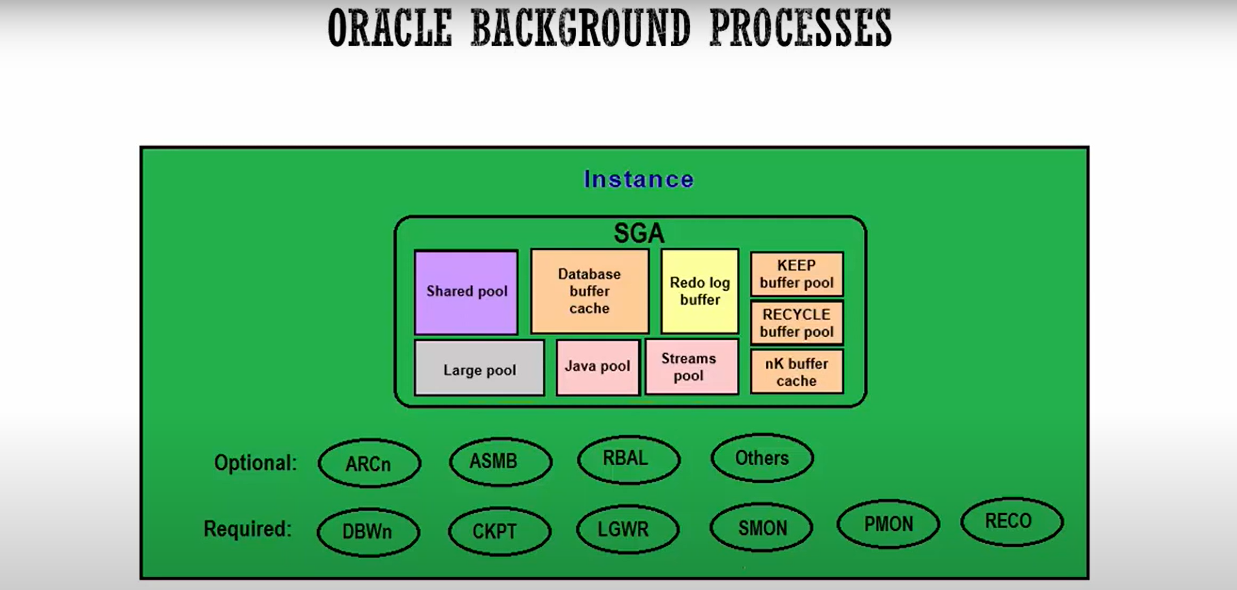 ORACLE BACKGROUND PROCESSES
Instance
SGA
Shared pool
Database
buffer
cache
Redo log
buffer
KEEP
buffer pool
RECYCLE
buffer pool
nK buffer
cache
Large pool
Java pool
Streams
pool
Optional: ARCn ASMB RBAL Others
Required: DBWn CKPT LGWR SMON PMON RECO